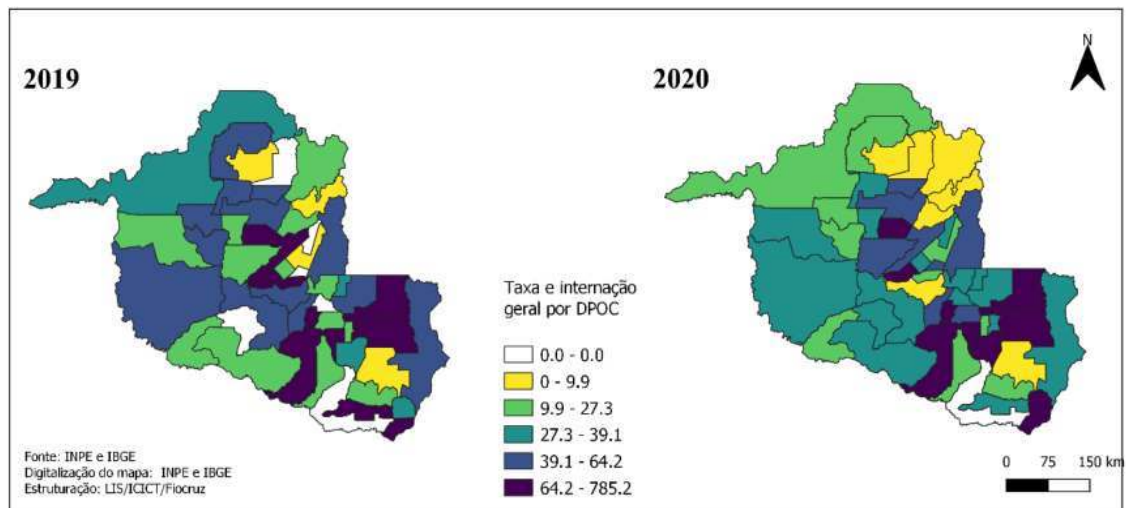 2019
2020
N
Taxa e internação
geral por DPOC
0.0 - 0.0
0 - 9.9
9.9 - 27.3
27.3 - 39.1
39.1 - 64.2
64.2 - 785.2
Fonte: INPE e IBGE
Digitalização do mapa: INPE e IBGE
Estruturação: LIS/ICICT/Fiocruz
0 75 150 km